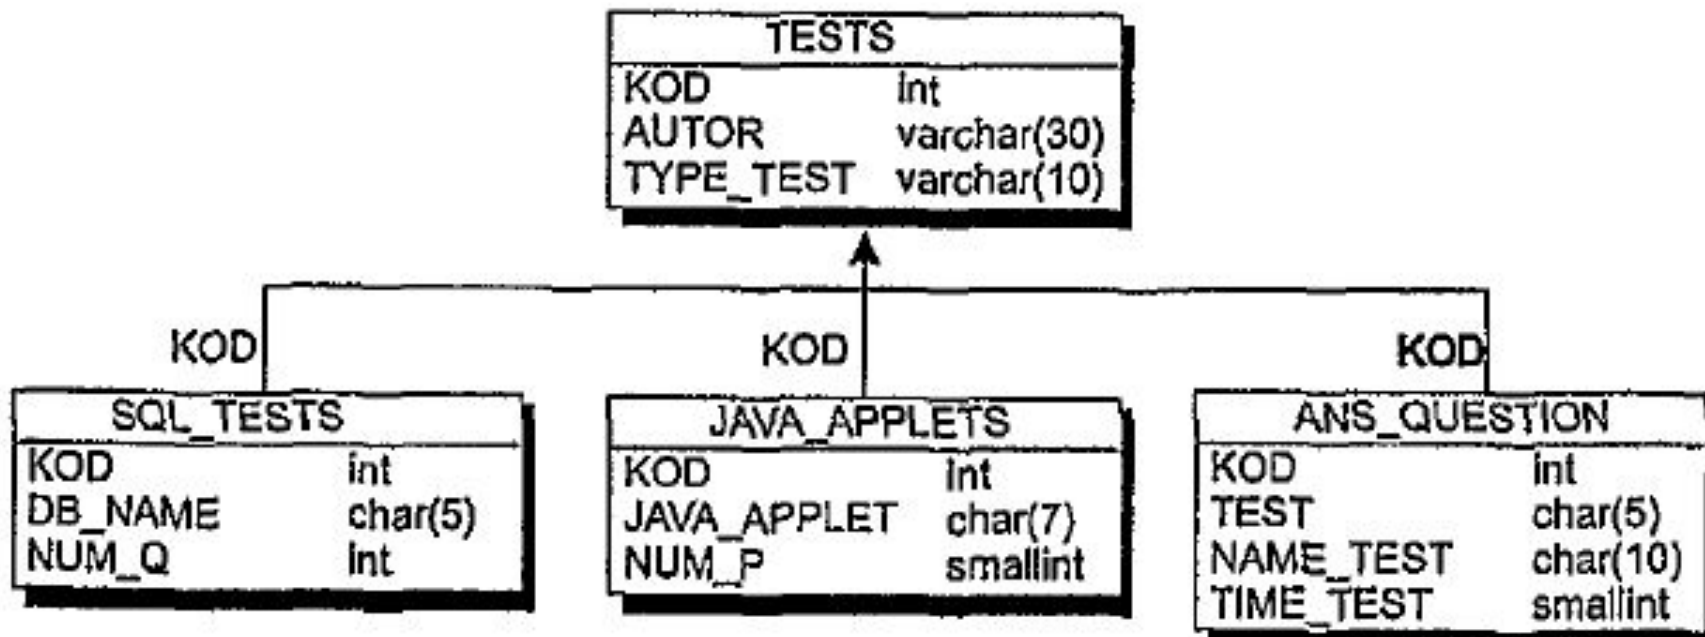 TESTS
KOD int
AUTOR varchar(30)
TYPE_TEST varchar(10)
KOD KOD KOD
SQL_TESTS
KOD int
DB_NAME char(5)
NUM_Q int
JAVA_APPLETS
KOD int
JAVA_APPLET char(7)
NUM_P smallint
ANS_QUESTION
KOD int
TEST char(5)
NAME_TEST char(10)
TIME_TEST smallint